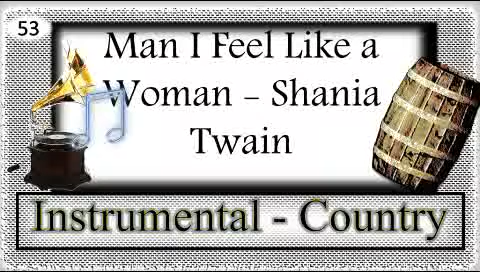 53
Man I Feel Like a
Woman - Shania
Twain
Instrumental - Country